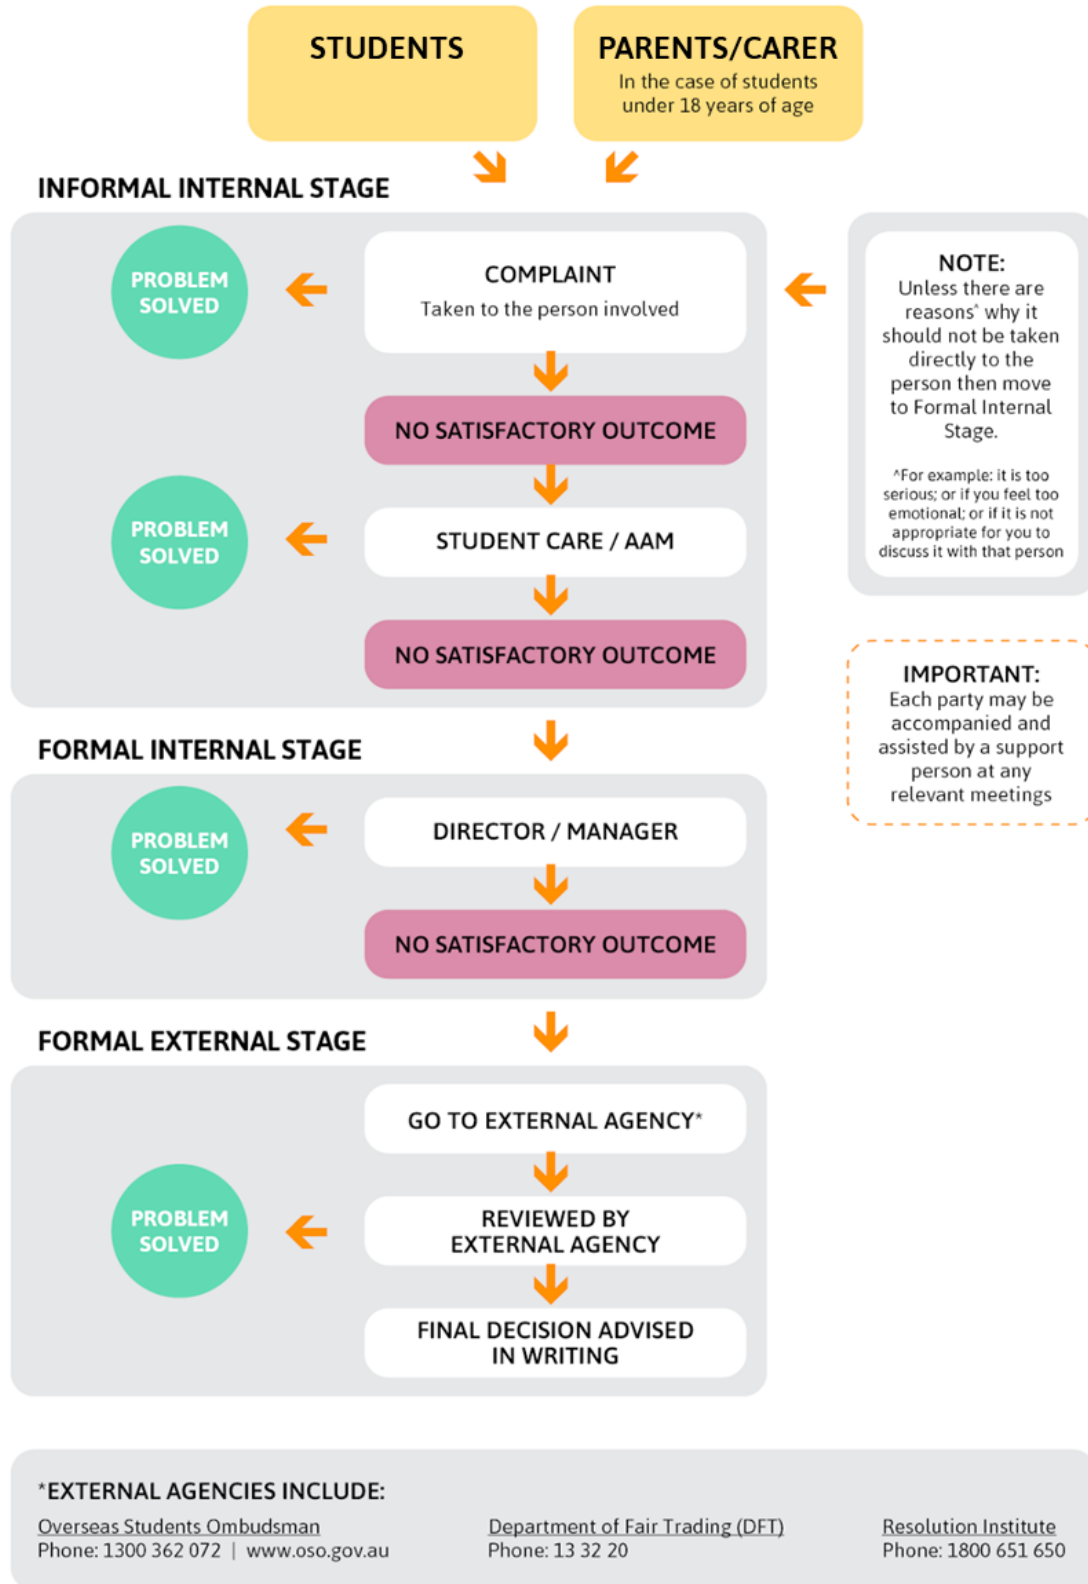 STUDENTS
PARENTS/CARER
In the case of students
under 18 years of age
INFORMAL INTERNAL STAGE
PROBLEM
SOLVED
COMPLAINT
Taken to the person involved
NOTE:
Unless there are
reasons^ why it
should not be taken
directly to the
person then move
to Formal Internal
Stage.
^For example: it is too
serious; or if you feel too
emotional; or if it is not
appropriate for you to
discuss it with that person
NO SATISFACTORY OUTCOME
PROBLEM
SOLVED
STUDENT CARE / AAM
NO SATISFACTORY OUTCOME
IMPORTANT:
Each party may be
accompanied and
assisted by a support
person at any
relevant meetings
FORMAL INTERNAL STAGE
PROBLEM
SOLVED
DIRECTOR / MANAGER
NO SATISFACTORY OUTCOME
FORMAL EXTERNAL STAGE
GO TO EXTERNAL AGENCY*
PROBLEM
SOLVED
REVIEWED BY
EXTERNAL AGENCY
FINAL DECISION ADVISED
IN WRITING
*EXTERNAL AGENCIES INCLUDE:
Overseas Students Ombudsman
Phone: 1300 362 072 | www.oso.gov.au
Department of Fair Trading (DFT)
Phone: 13 32 20
Resolution Institute
Phone: 1800 651 650